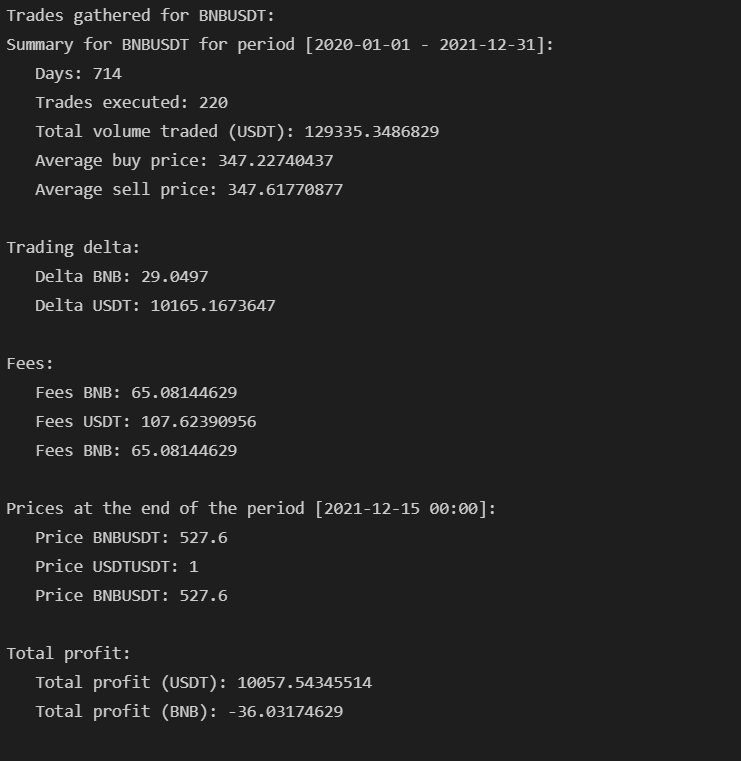 Trades gathered for BNBUSDT:
Summary for BNBUSDT for period [2020-01-01 - 2021-12-31]:
Days: 714
Trades executed: 220
Total volume traded (USDT): 129335.3486829
Average buy price: 347.22740437
Average sell price: 347.61770877
Trading delta:
Delta BNB: 29.0497
Delta USDT: 10165.1673647
Fees:
Fees BNB: 65.08144629
Fees USDT: 107.62390956
Fees BNB: 65.08144629
Prices at the end of the period [2021-12-15 00:00]:
Price BNBUSDT: 527.6
Price USDTUSDT: 1
Price BNBUSDT: 527.6
Total profit:
Total profit (USDT): 10057.54345514
Total profit (BNB): -36.03174629